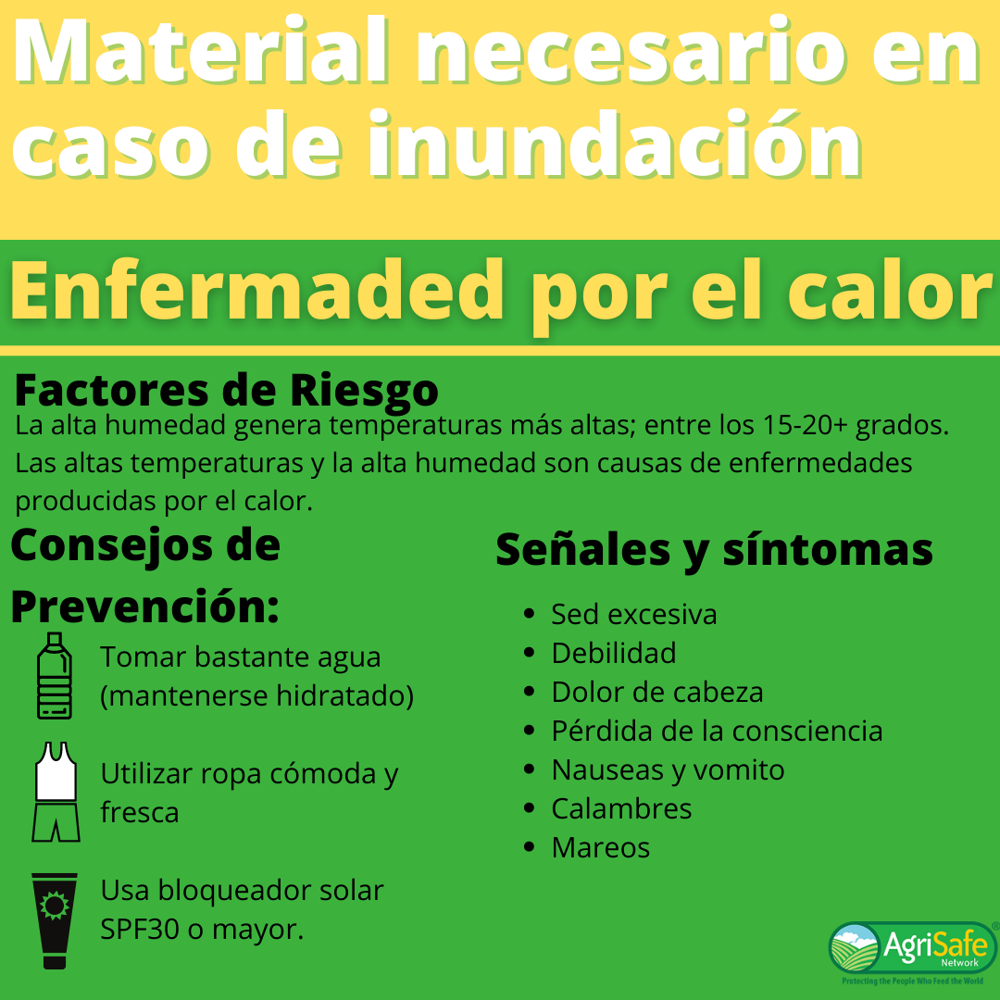 Material necesario en
caso de inundación
Enfermaded por el calor
Factores de Riesgo
La alta humedad genera temperaturas más altas; entre los 15-20+ grados.
Las altas temperaturas y la alta humedad son causas de enfermedades
producidas por el calor.
Consejos de
Prevención:
Tomar bastante agua
(mantenerse hidratado)
Utilizar ropa cómoda y
fresca
Usa bloqueador solar
SPF30 o mayor.
Señales y síntomas
• Sed excesiva
• Debilidad
• Dolor de cabeza
• Pérdida de la consciencia
• Nauseas y vomito
• Calambres
• Mareos
AgriSafe®
Network
Protecting the People Who Feed the World